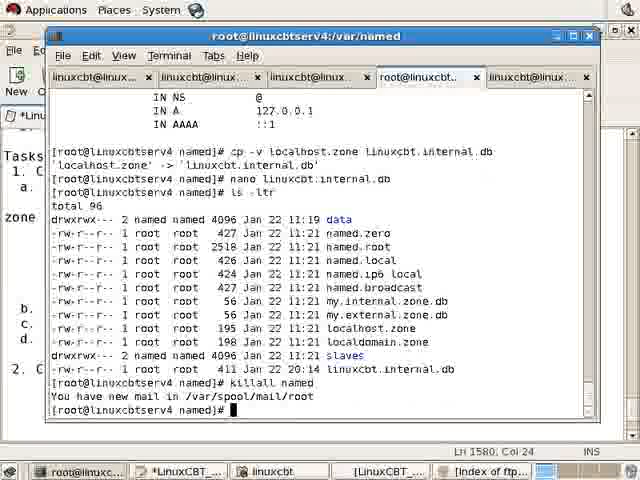 Applications Places System
root@linuxcbtserv4:/var/named
File Edit View Terminal Tabs Help
linuxcbt@linux... linuxcbt@linux... linuxcbt@linux... root@linuxcbt.. linuxcbt@linux...
File
New
*Linux
IN NS @
IN A 127.0.0.1
IN AAAA ::1
[root@linuxcbtserv4 named]# cp -v localhost.zone linuxcbt.internal.db
`localhost.zone' -> `linuxcbt.internal.db'
[root@linuxcbtserv4 named]# nano linuxcbt.internal.db
[root@linuxcbtserv4 named]# ls -ltr
total 96
drwxrwx--- 2 named named 4096 Jan 22 11:19 data
-rw-r--r-- 1 root root 427 Jan 22 11:21 named.zero
-rw-r--r-- 1 root root 2518 Jan 22 11:21 named.root
-rw-r--r-- 1 root root 426 Jan 22 11:21 named.local
-rw-r--r-- 1 root root 424 Jan 22 11:21 named.ip6.local
-rw-r--r-- 1 root root 427 Jan 22 11:21 named.broadcast
-rw-r--r-- 1 root root 56 Jan 22 11:21 my.internal.zone.db
-rw-r--r-- 1 root root 56 Jan 22 11:21 my.external.zone.db
-rw-r--r-- 1 root root 195 Jan 22 11:21 localhost.zone
-rw-r--r-- 1 root root 198 Jan 22 11:21 localdomain.zone
drwxrwx--- 2 named named 4096 Jan 22 11:21 slaves
-rw-r--r-- 1 root root 411 Jan 22 20:14 linuxcbt.internal.db
[root@linuxcbtserv4 named]# killall named
You have new mail in /var/spool/mail/root
[root@linuxcbtserv4 named]#
Tasks
1. C
a.
zone
b.
c.
d.
2. C
Ln 1580, Col 24 INS
root@linuxc... *LinuxCBT_... linuxcbt [LinuxCBT_... [Index of ftp...